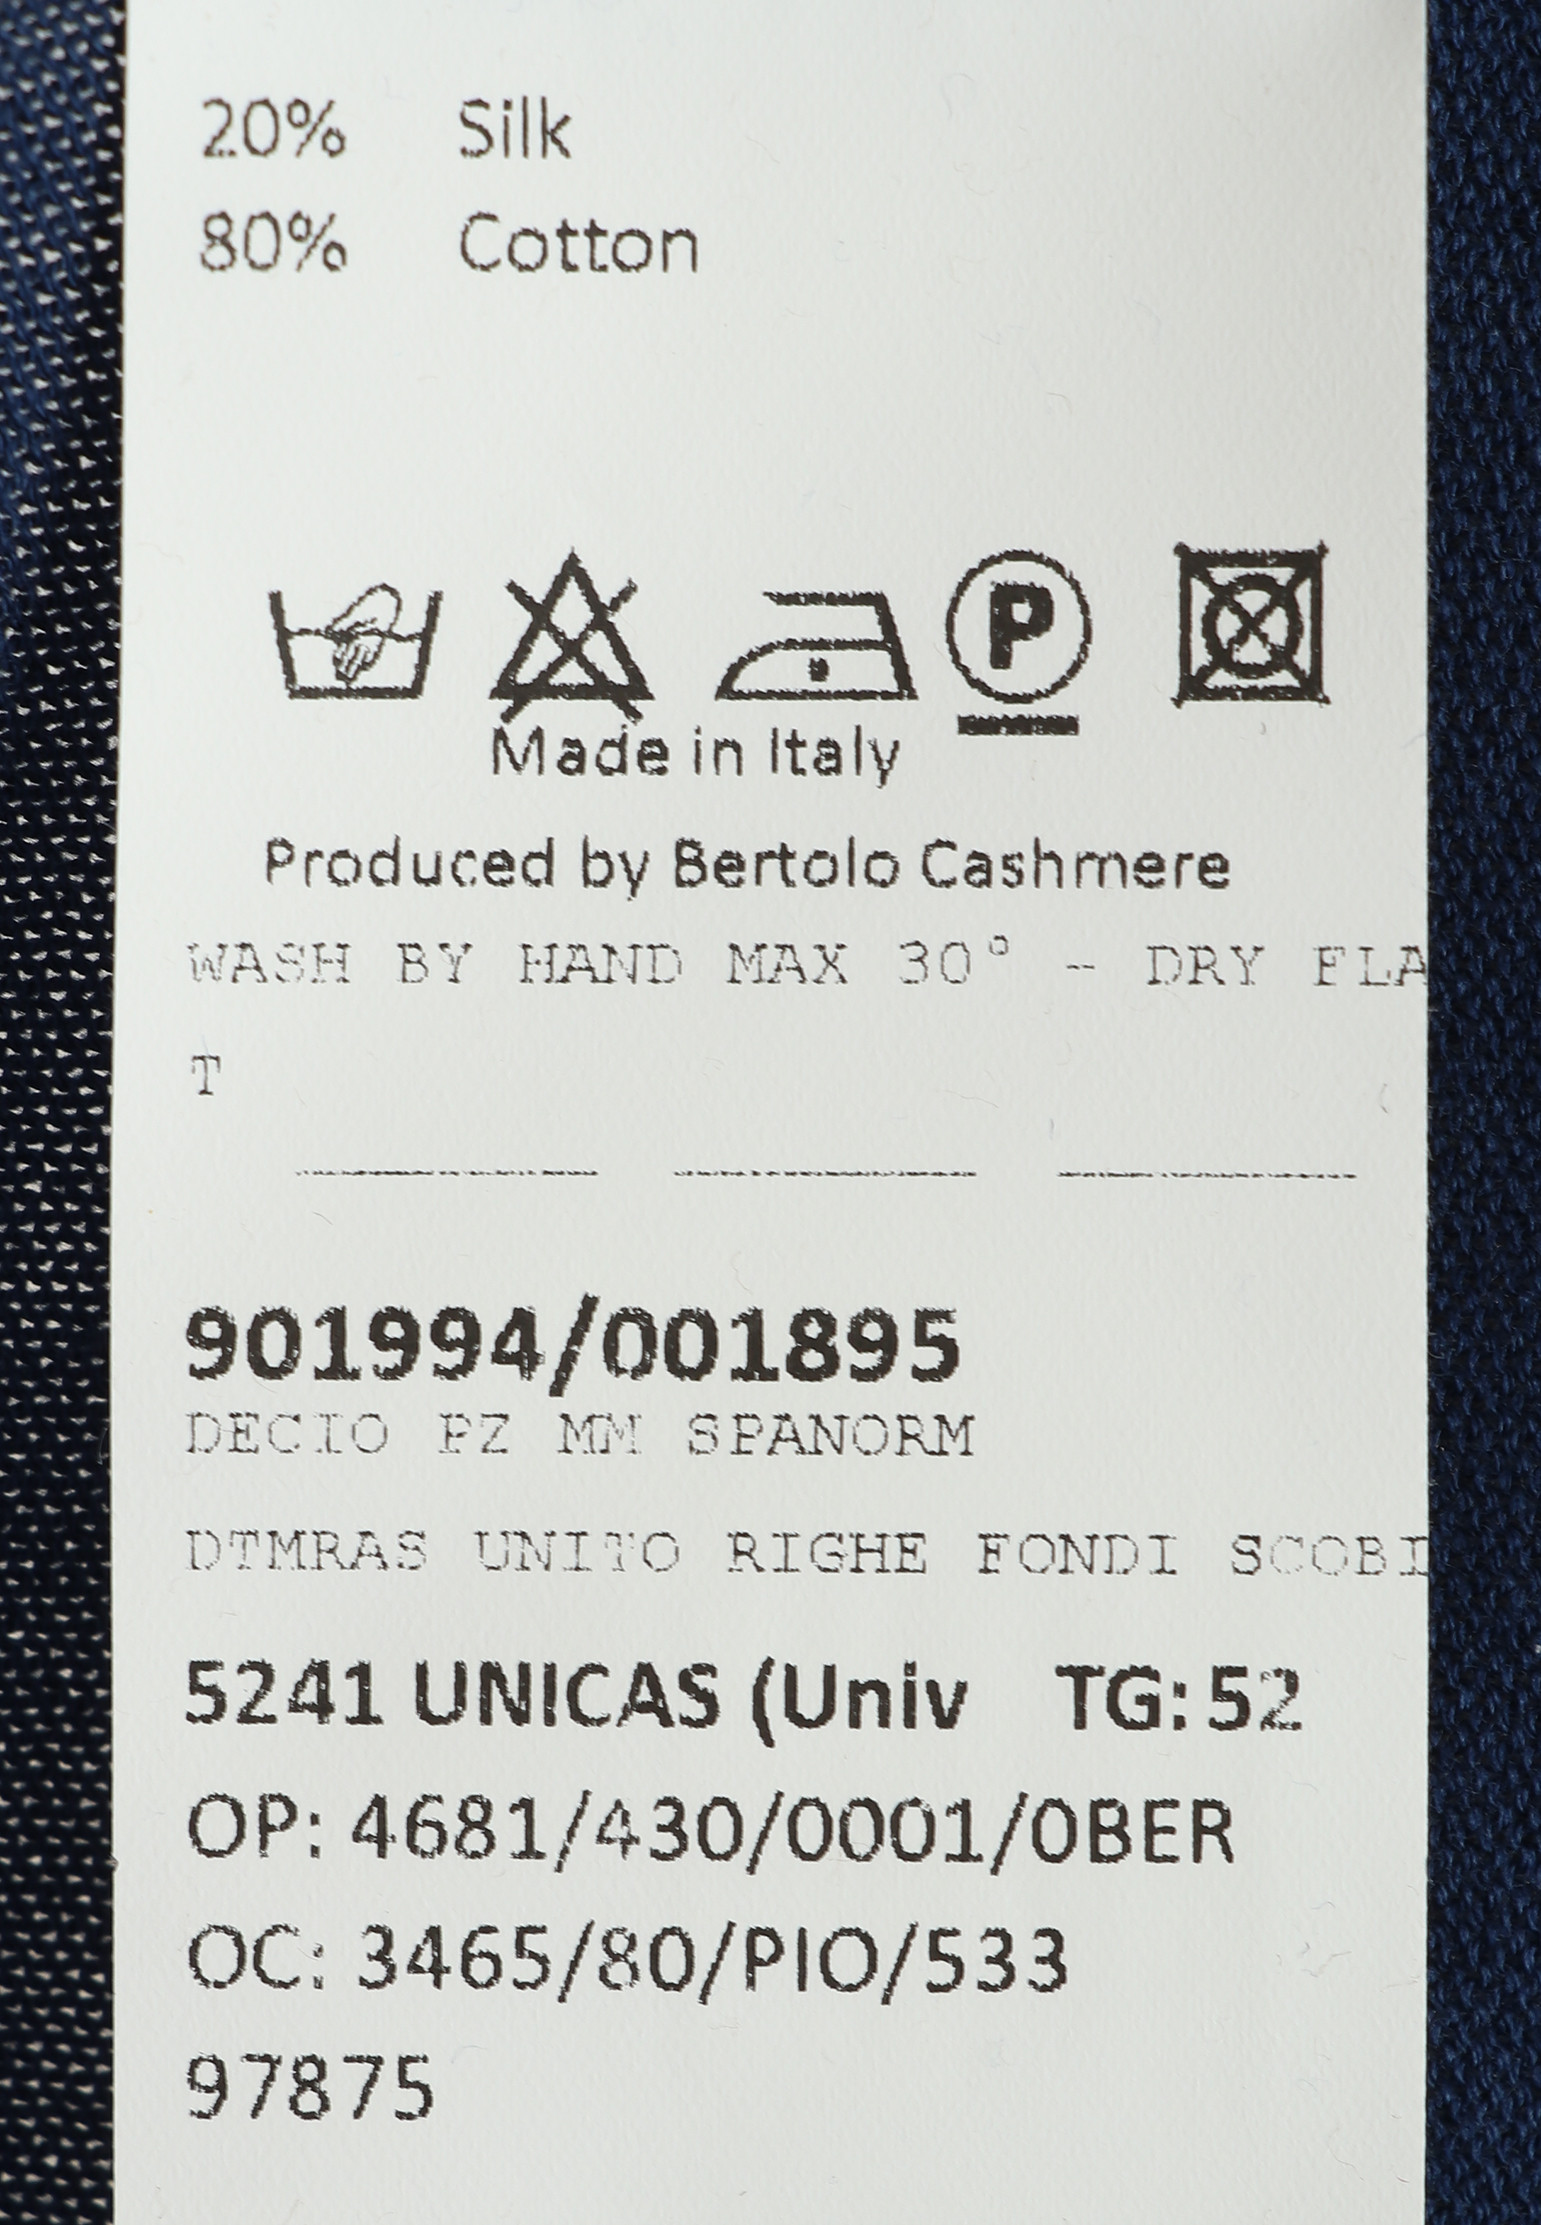 20% Silk
80% Cotton
P
Made in Italy
Produced by Bertolo Cashmere
WASH BY HAND MAX 30° - DRY FLA
T
901994/001895
DECIO PZ MM SPANORM
DTMRAS UNITO RIGHE FONDI SCOBI
5241 UNICAS (Univ TG: 52
OP: 4681/430/0001/0BER
OC: 3465/80/PIO/533
97875